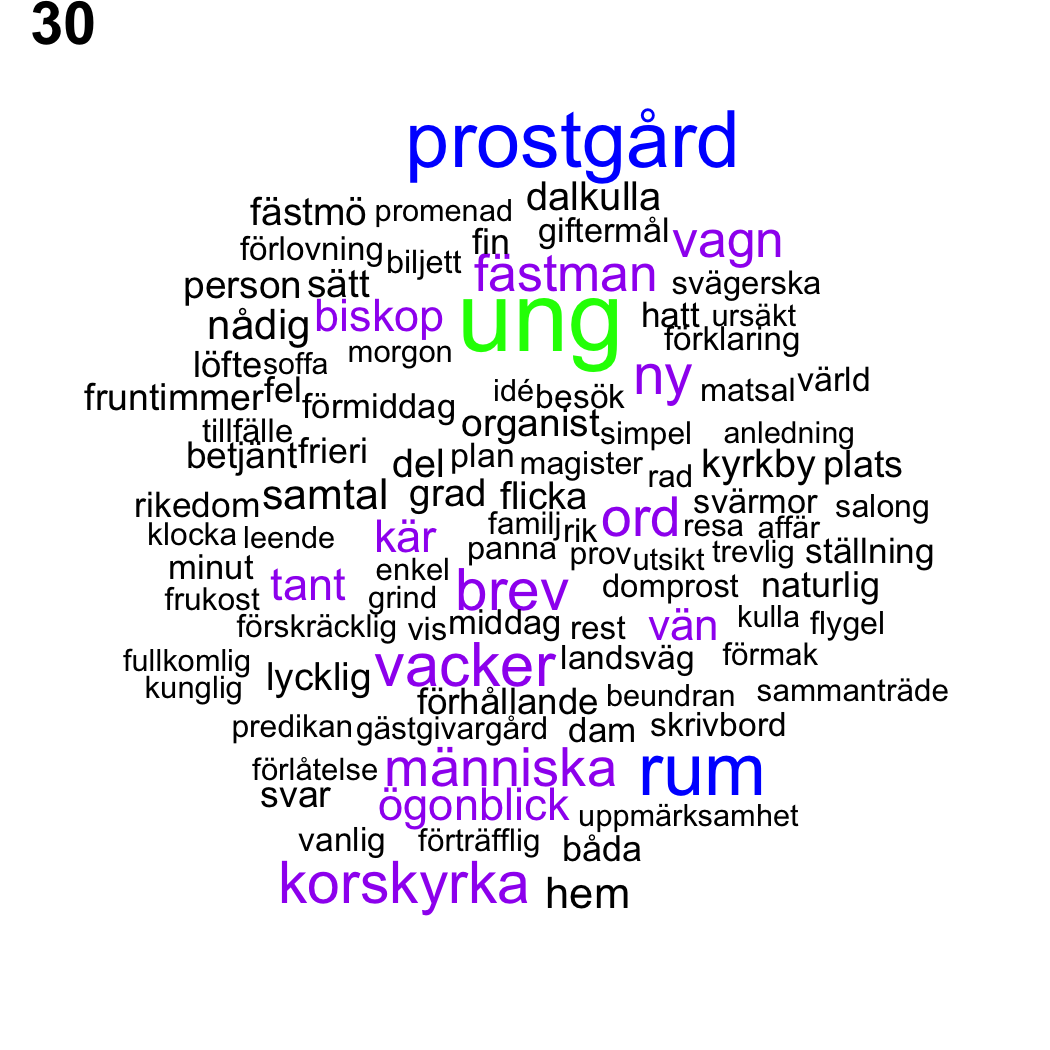 30
prostgård
fästmö promenad dalkulla
förlovning biljett fin giftermål vagn
person sätt fästman svägerska
nådig biskop ung hatt ursäkt
förklaring
löfte soffa morgon
fruntimmer fel förmiddag idé besök ny matsal värld
tillfälle organist simpel anledning
betjänt frieri del plan magister rad kyrkby plats
rikedom samtal grad flicka ord svärmor salong
klocka leende kär familj rik resa affär
minut panna prov utsikt trevlig ställning
frukost tant enkel grind brev domprost naturlig
förskräcklig vis middag rest vän kulla flygel
fullkomlig lycklig vacker landsväg förmak
kunglig förhållande beundran sammanträde
predikan gästgivargård dam skrivbord
förlåtelse människa rum
svar ögonblick uppmärksamhet
vanlig förträfflig båda
korskyrka hem